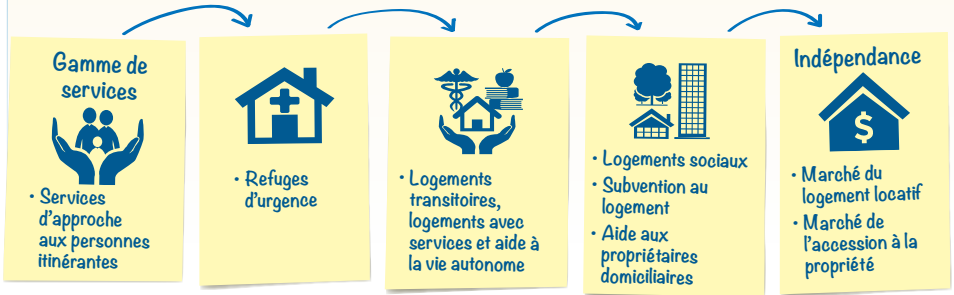 Gamme de
services
• Services
d'approche
aux personnes
itinérantes
• Refuges
d'urgence
• Logements
transitoires,
logements avec
services et aide à
la vie autonome
• Logements sociaux
• Subvention au
logement
• Aide aux
propriétaires
domiciliaires
Indépendance
$
• Marché du
logement locatif
• Marché de
l'accession à la
propriété